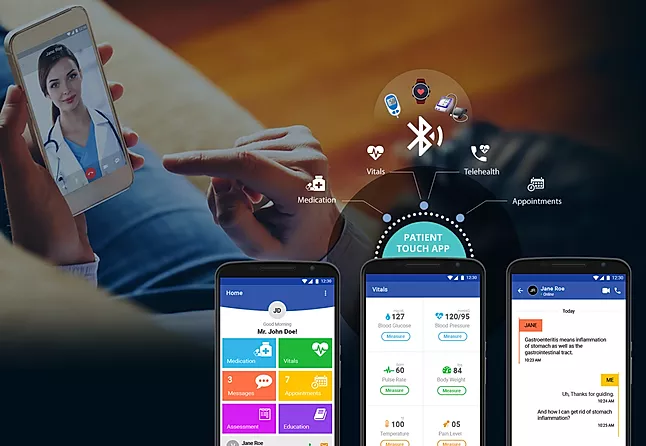 Jane Roe
Vitals
Telehealth
Medication
Appointments
PATIENT
TOUCH APP
12:30
Home
JD
Good Morning
Mr. John Doe!
Medication
Vitals
3
Messages
7
Appointments
Assessment
Education
Jane Roe
12:30
Vitals
127
Blood Glucose
Measure
120/95
Blood Pressure
Measure
60
Pulse Rate
Measure
84
Body Weight
Measure
100
Temperature
Measure
05
Pain Level
Measure
12:30
JR
Jane Roe
Online
Today
JANE
Gastroenteritis means inflammation
of stomach as well as the
gastrointestinal tract.
10:23 AM
ME
Uh, Thanks for guiding.
10:24 AM
And how I can get rid of stomach
inflammation?
10:25 AM